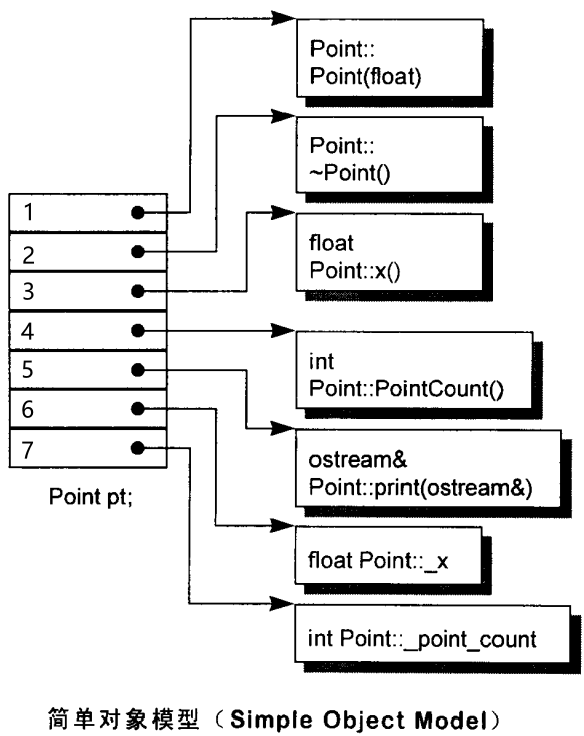 Point::
Point(float)
Point::
~Point()
float
Point::x()
1
2
3
4
5
6
7
int
Point::PointCount()
ostream&
Point::print(ostream&)
Point pt;
float Point::_x
int Point::_point_count
简单对象模型（Simple Object Model）